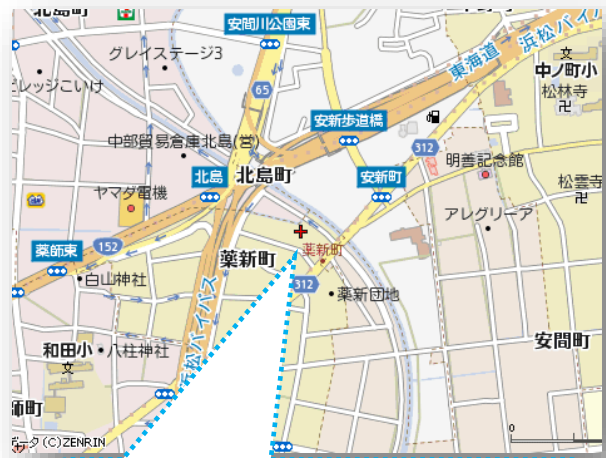 北島町
安間川公園東
グレイステージ3
東海道
浜松バイパス
中ノ町小
ビレッジこいけ
松林寺
65
安新歩道橋
中部貿易倉庫北島(営)
312
明善記念館
北島
北島町
安新町
松雲寺
ヤマダ電機
アレグリーア
薬師東
152
薬新町
薬新町
白山神社
312
薬新団地
浜松バイパス
安間町
和田小
八柱神社
師町
データ(C)ZENRIN
0